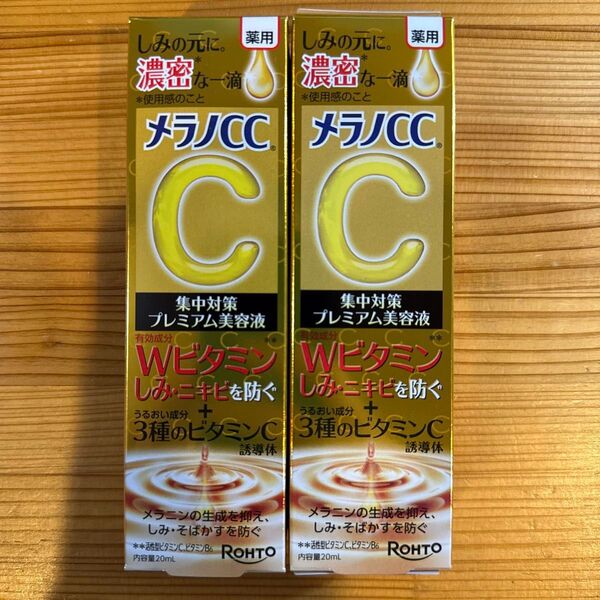 しみの元に。
薬用
濃密*な一滴
*使用感のこと
メラノCC®
C
集中対策
プレミアム美容液
有効成分
**
Wビタミン
しみ・ニキビを防ぐ
+
うるおい成分
3種のビタミンC
誘導体
メラニンの生成を抑え、
しみ・そばかすを防ぐ
**活性型ビタミンC、ビタミンB6
内容量20mL
ROHTO
しみの元に。
薬用
濃密*な一滴
*使用感のこと
メラノCC®
C
集中対策
プレミアム美容液
有効成分
**
Wビタミン
しみ・ニキビを防ぐ
+
うるおい成分
3種のビタミンC
誘導体
メラニンの生成を抑え、
しみ・そばかすを防ぐ
**活性型ビタミンC、ビタミンB6
内容量20mL
ROHTO